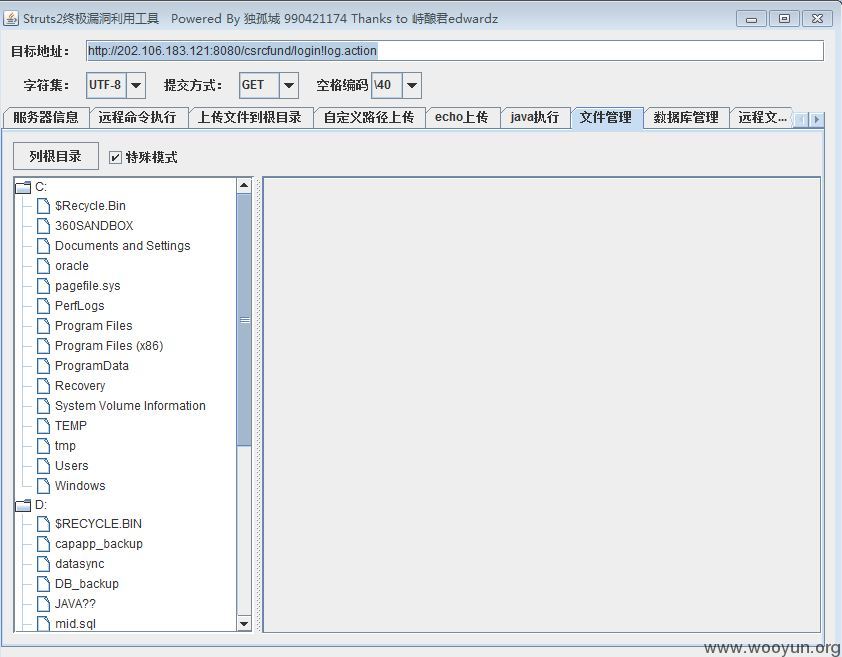 Struts2终极漏洞利用工具 Powered By 独孤城 990421174 Thanks to 峙酿君edwardz
目标地址： http://202.106.183.121:8080/csrcfund/login!log.action
字符集： UTF-8 提交方式： GET 空格编码 \40
服务器信息 远程命令执行 上传文件到根目录 自定义路径上传 echo上传 java执行 文件管理 数据库管理 远程文...
列根目录 特殊模式
C:
$Recycle.Bin
360SANDBOX
Documents and Settings
oracle
pagefile.sys
PerfLogs
Program Files
Program Files (x86)
ProgramData
Recovery
System Volume Information
TEMP
tmp
Users
Windows
D:
$RECYCLE.BIN
capapp_backup
datasync
DB_backup
JAVA??
mid.sql
www.wooyun.org